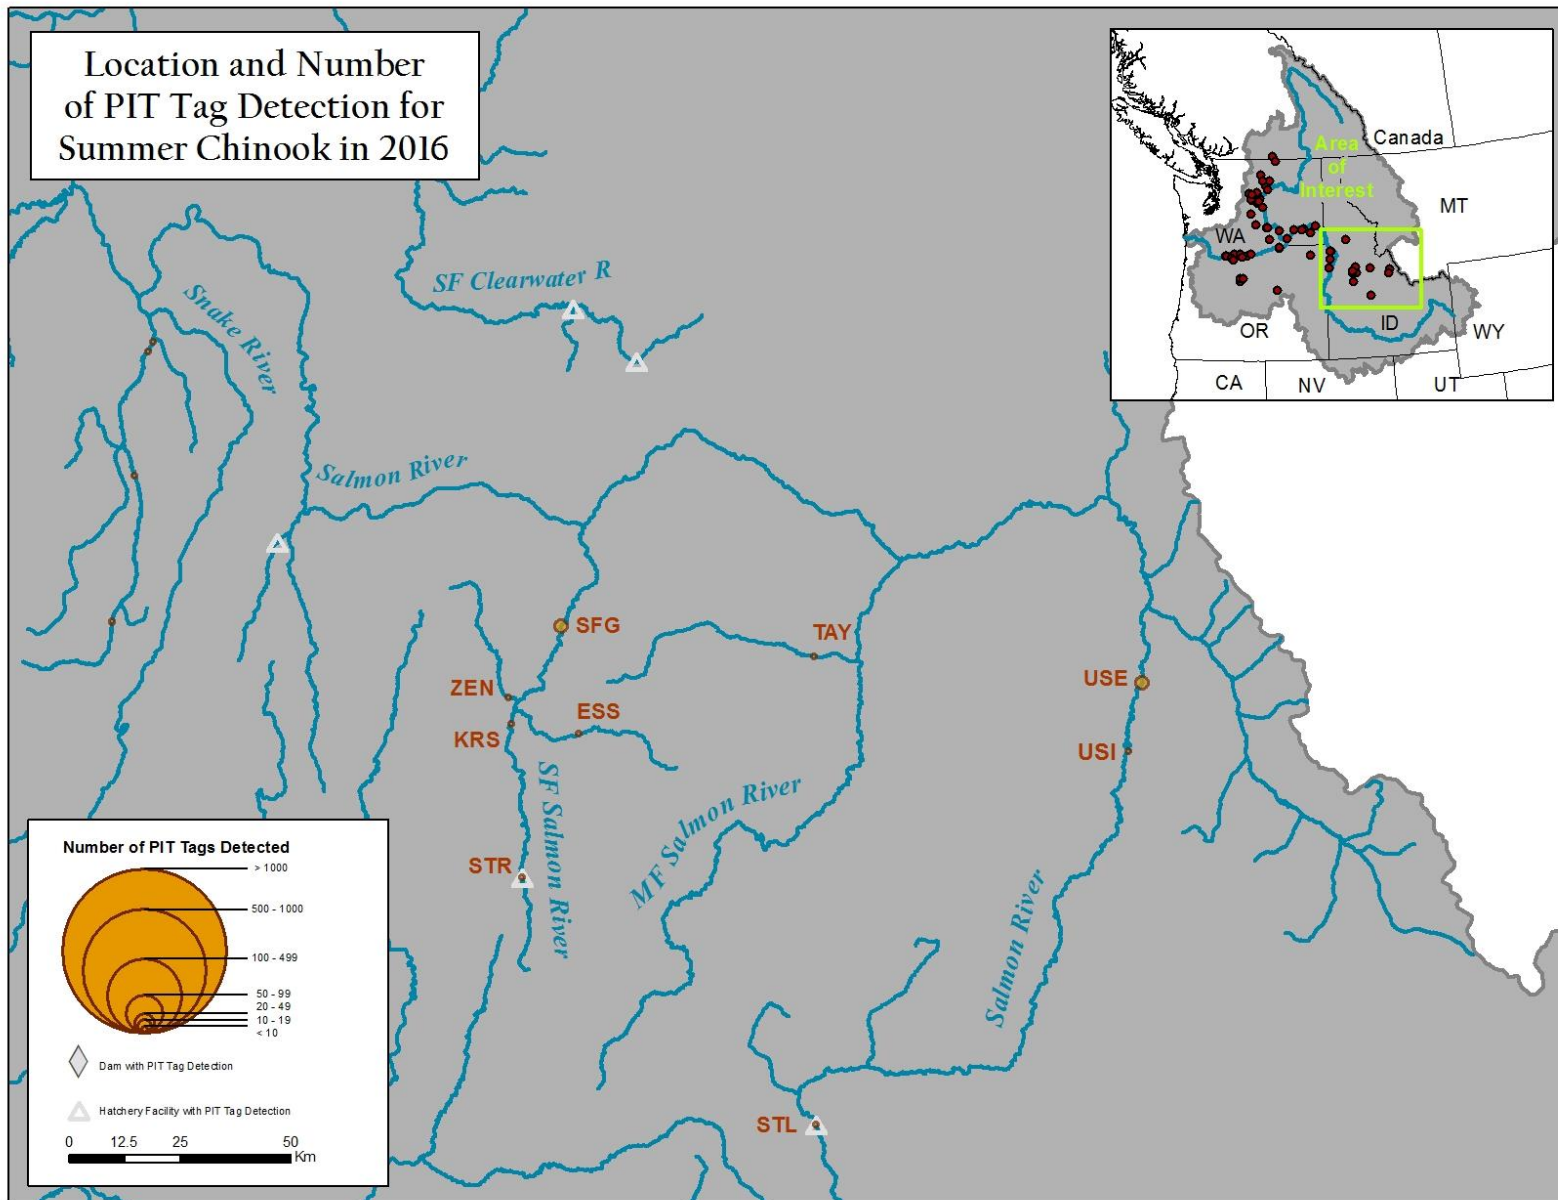 Location and Number
of PIT Tag Detection for
Summer Chinook in 2016
Canada
Area
of
Interest
MT
WA
OR
ID
WY
CA
NV
UT
SF Clearwater R
Snake River
Salmon River
SFG
TAY
ZEN
USE
ESS
KRS
USI
SF Salmon River
MF Salmon River
STR
Salmon River
STL
Number of PIT Tags Detected
> 1000
500 - 1000
100 - 499
50 - 99
20 - 49
10 - 19
< 10
Dam with PIT Tag Detection
Hatchery Facility with PIT Tag Detection
0 12.5 25 50
Km